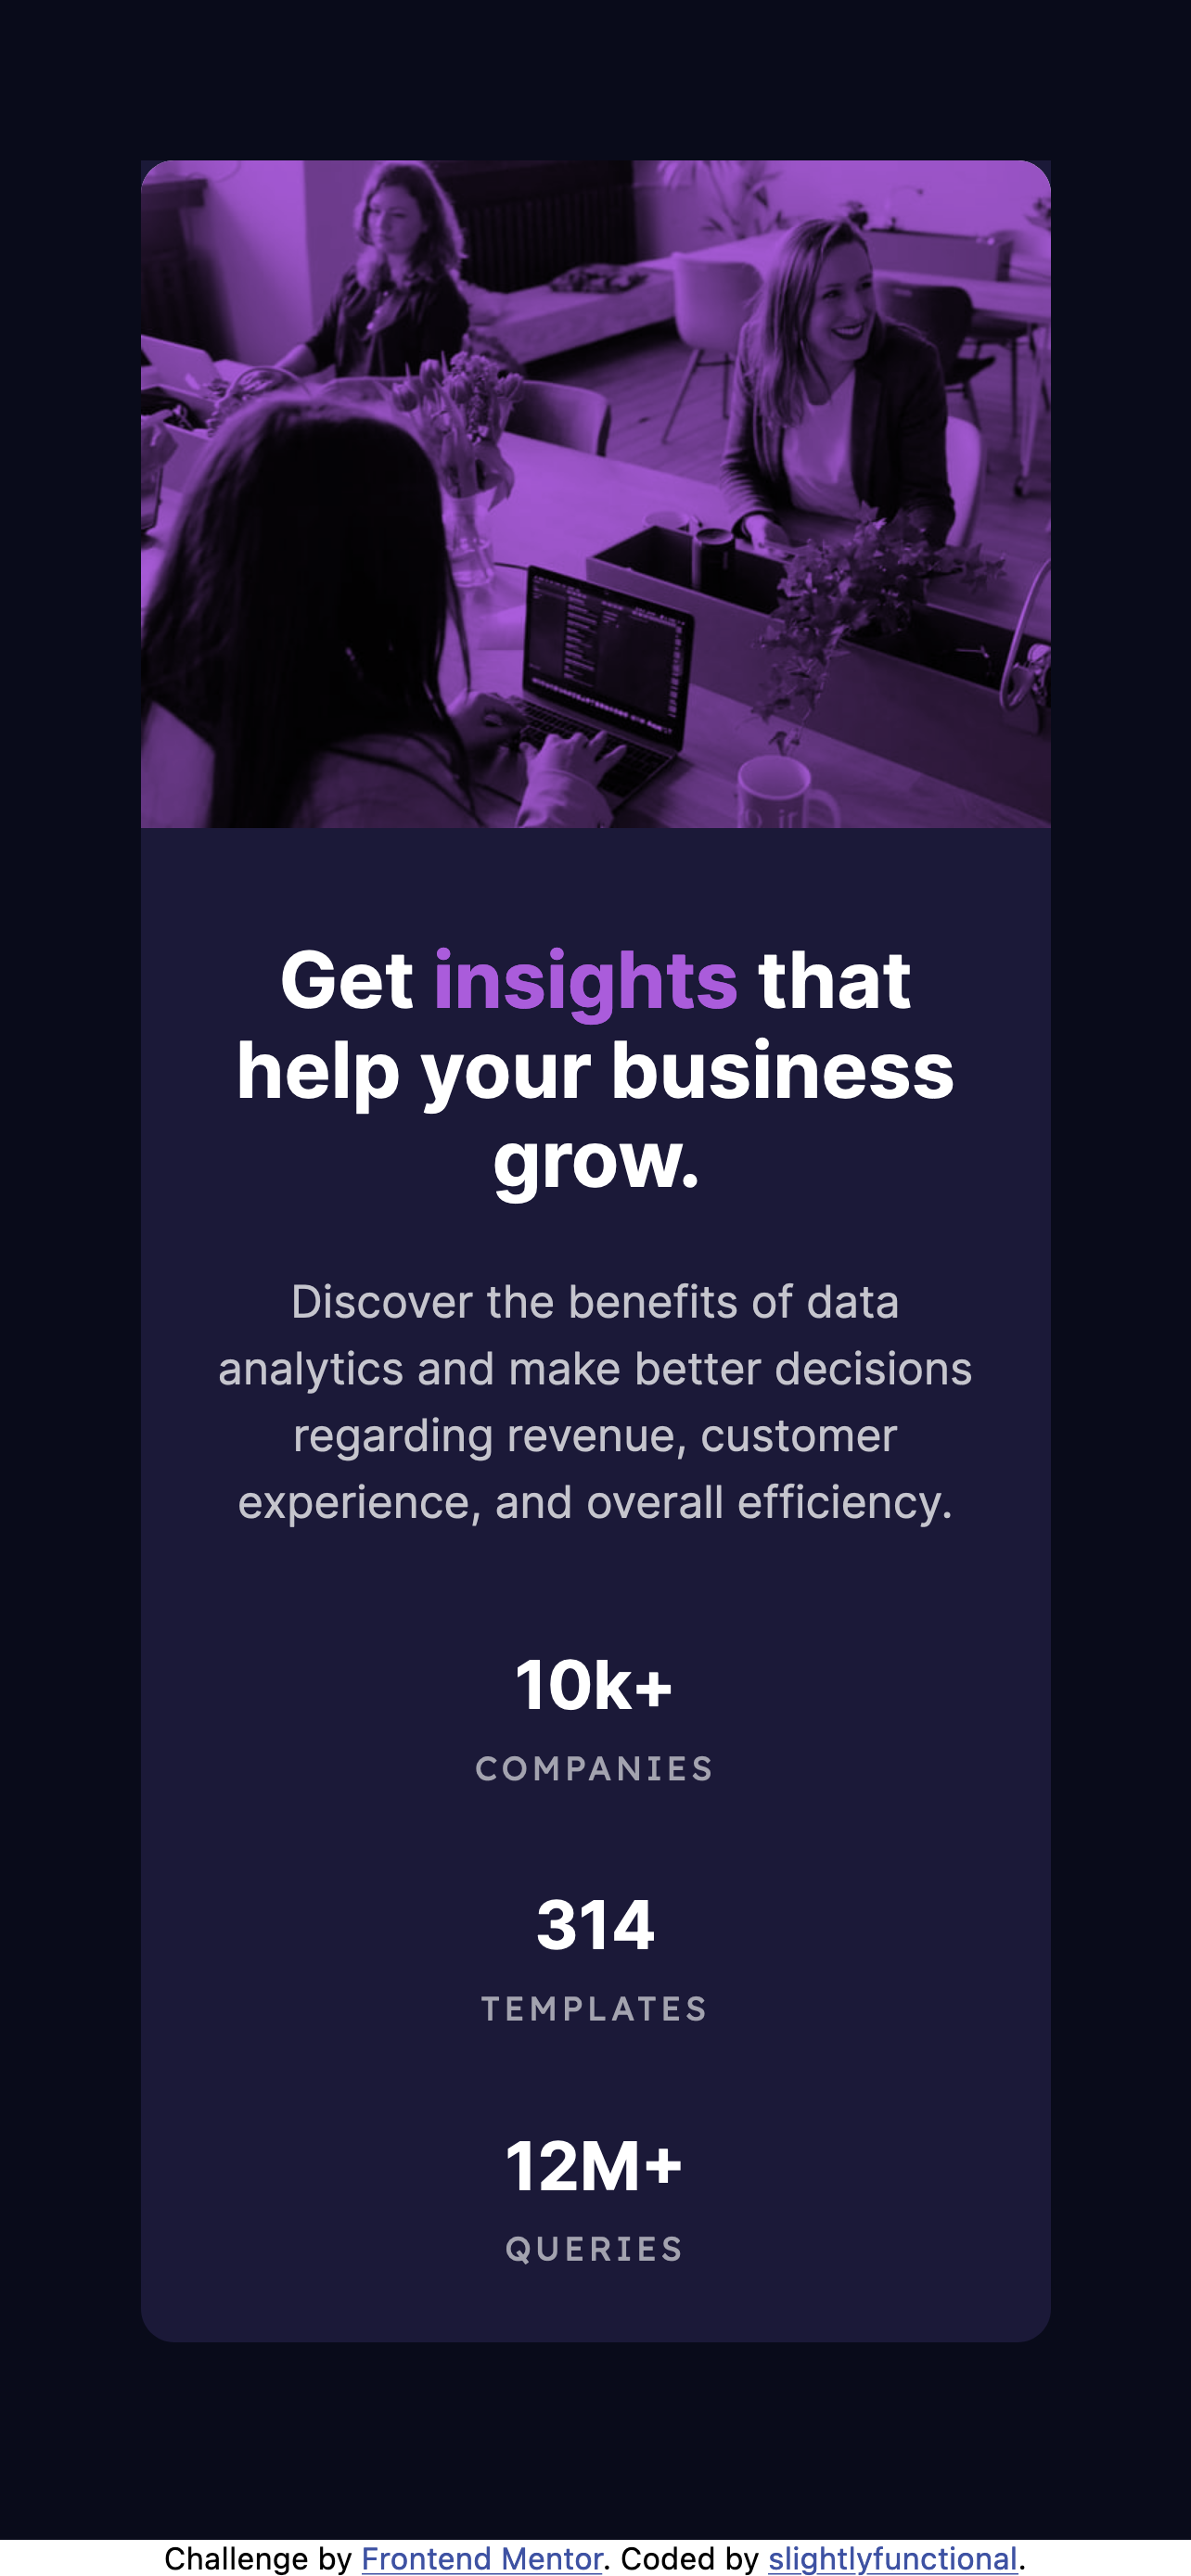 Get insights that
help your business
grow.
Discover the benefits of data
analytics and make better decisions
regarding revenue, customer
experience, and overall efficiency.
10k+
COMPANIES
314
TEMPLATES
12M+
QUERIES
Challenge by Frontend Mentor. Coded by slightlyfunctional.